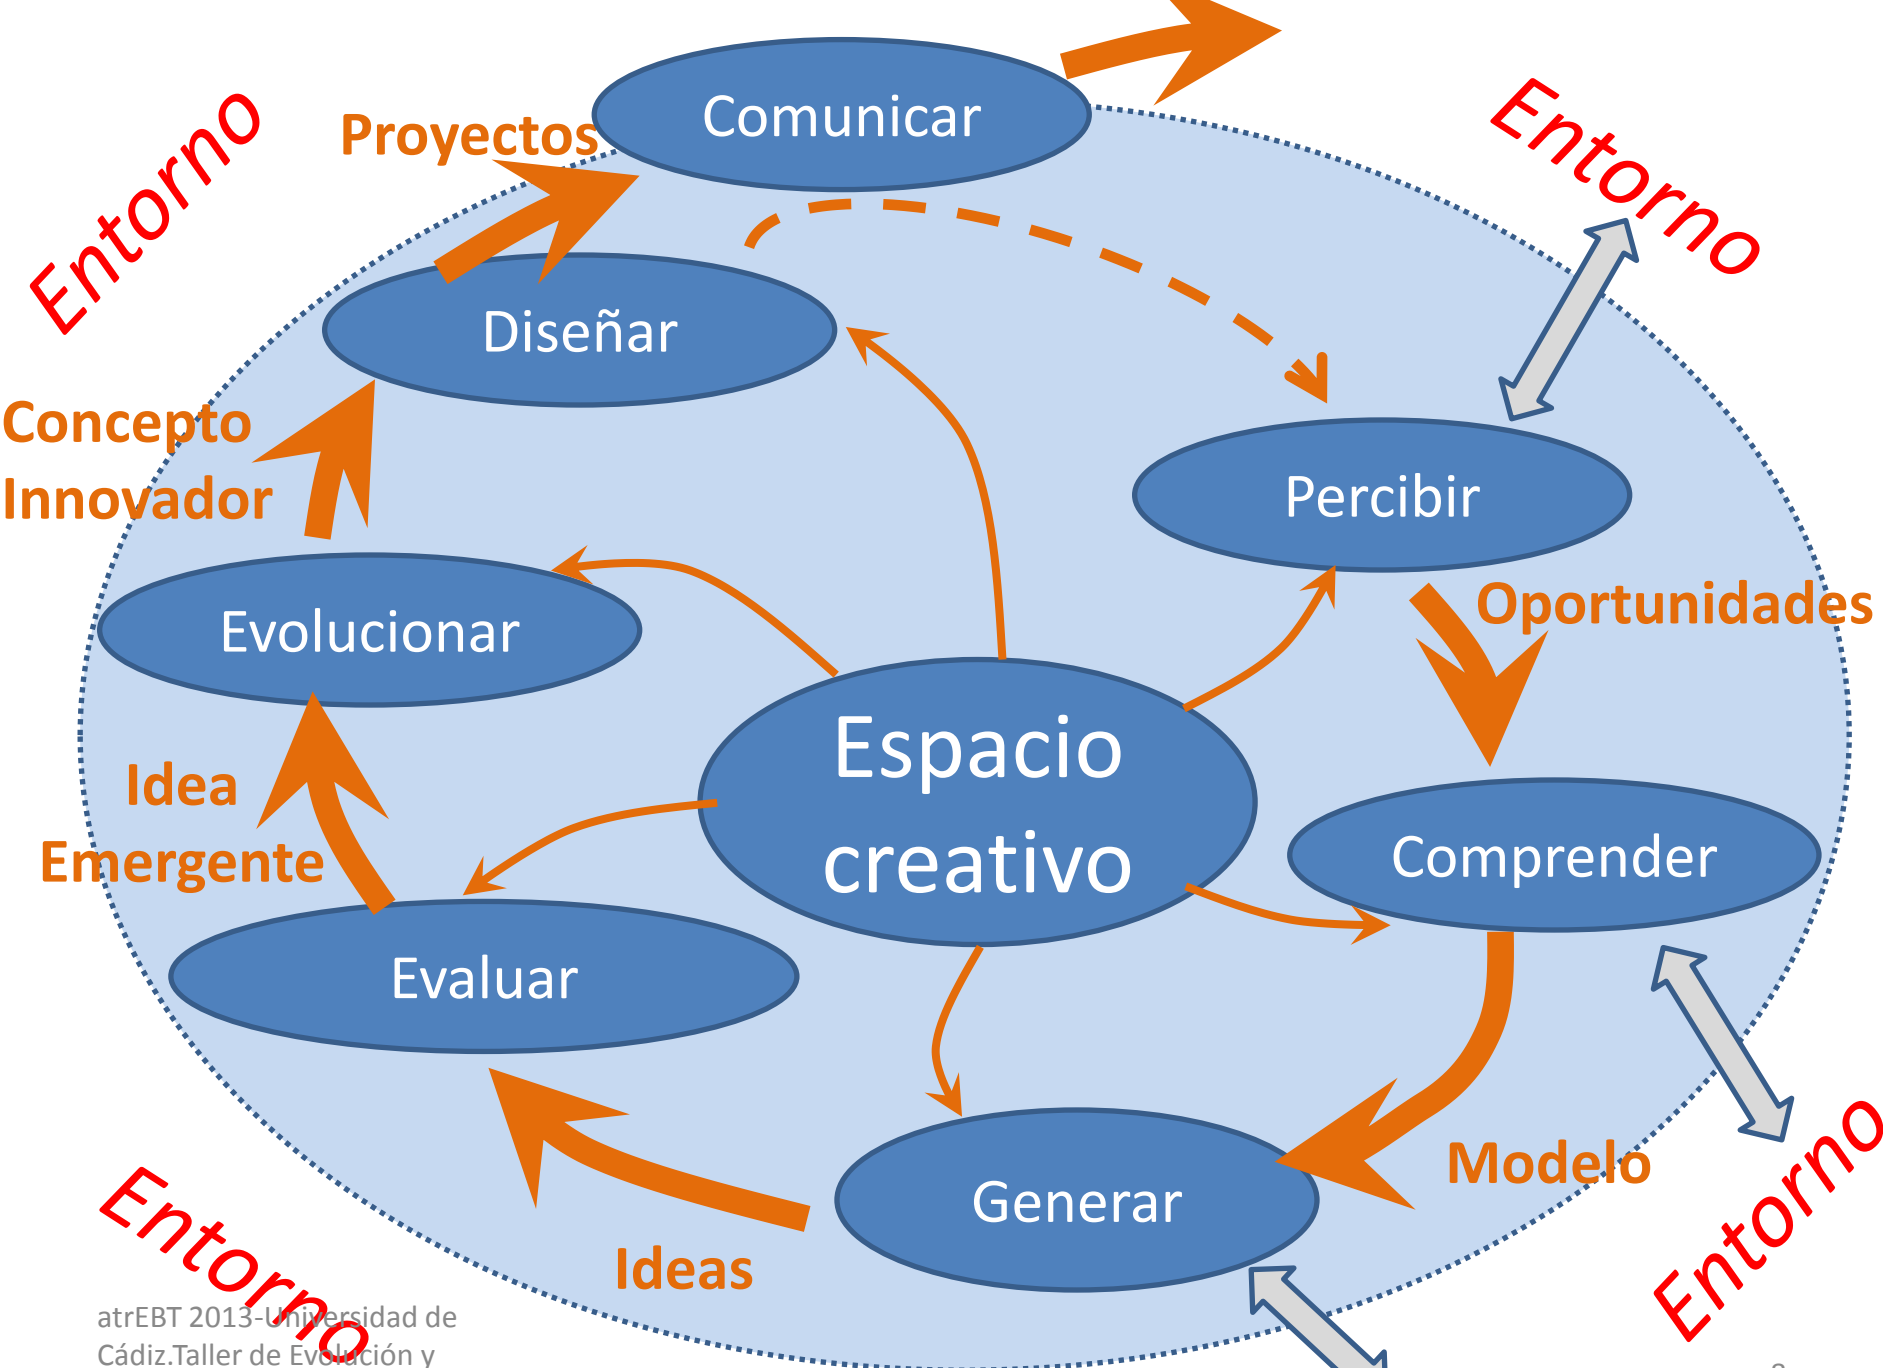 Comunicar
Proyectos
Entorno
Entorno
Diseñar
Concepto
Innovador
Percibir
Oportunidades
Evolucionar
Espacio
creativo
Idea
Emergente
Comprender
Evaluar
Modelo
Generar
Ideas
Entorno
Entorno
atrEBT 2013-Universidad de
Cádiz.Taller de Evolución y